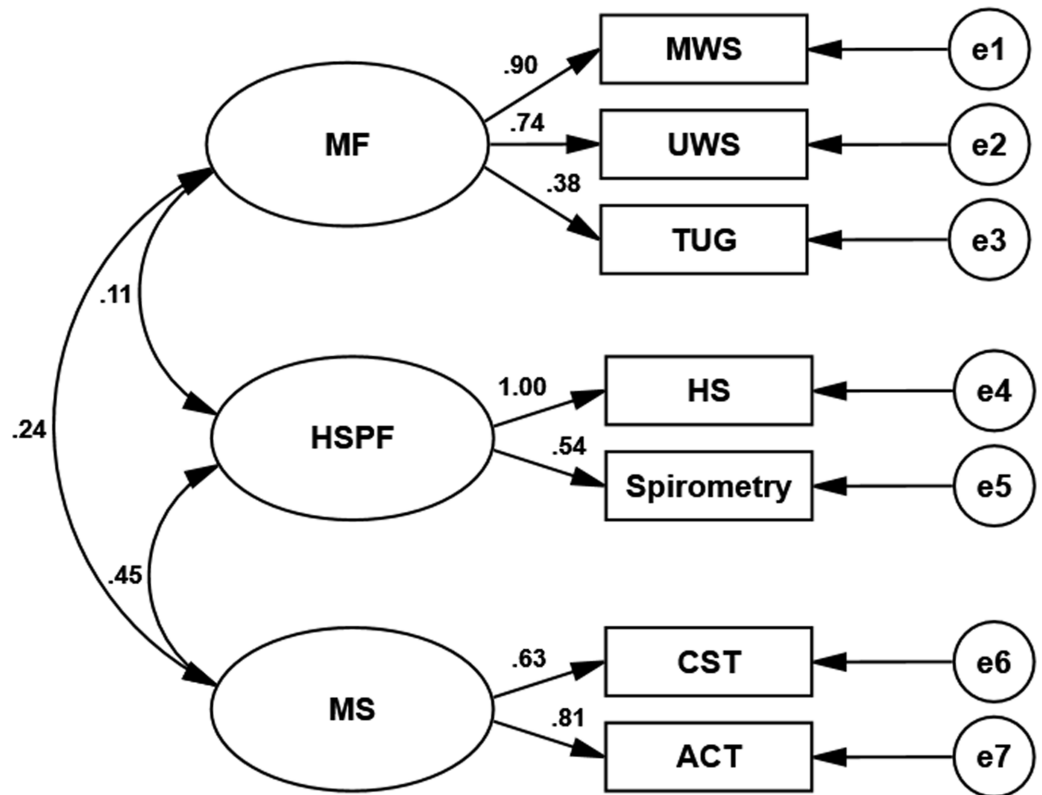 MF
HSPF
MS
.90
.74
.38
1.00
.54
.63
.81
.11
.24
.45
MWS
UWS
TUG
HS
Spirometry
CST
ACT
e1
e2
e3
e4
e5
e6
e7